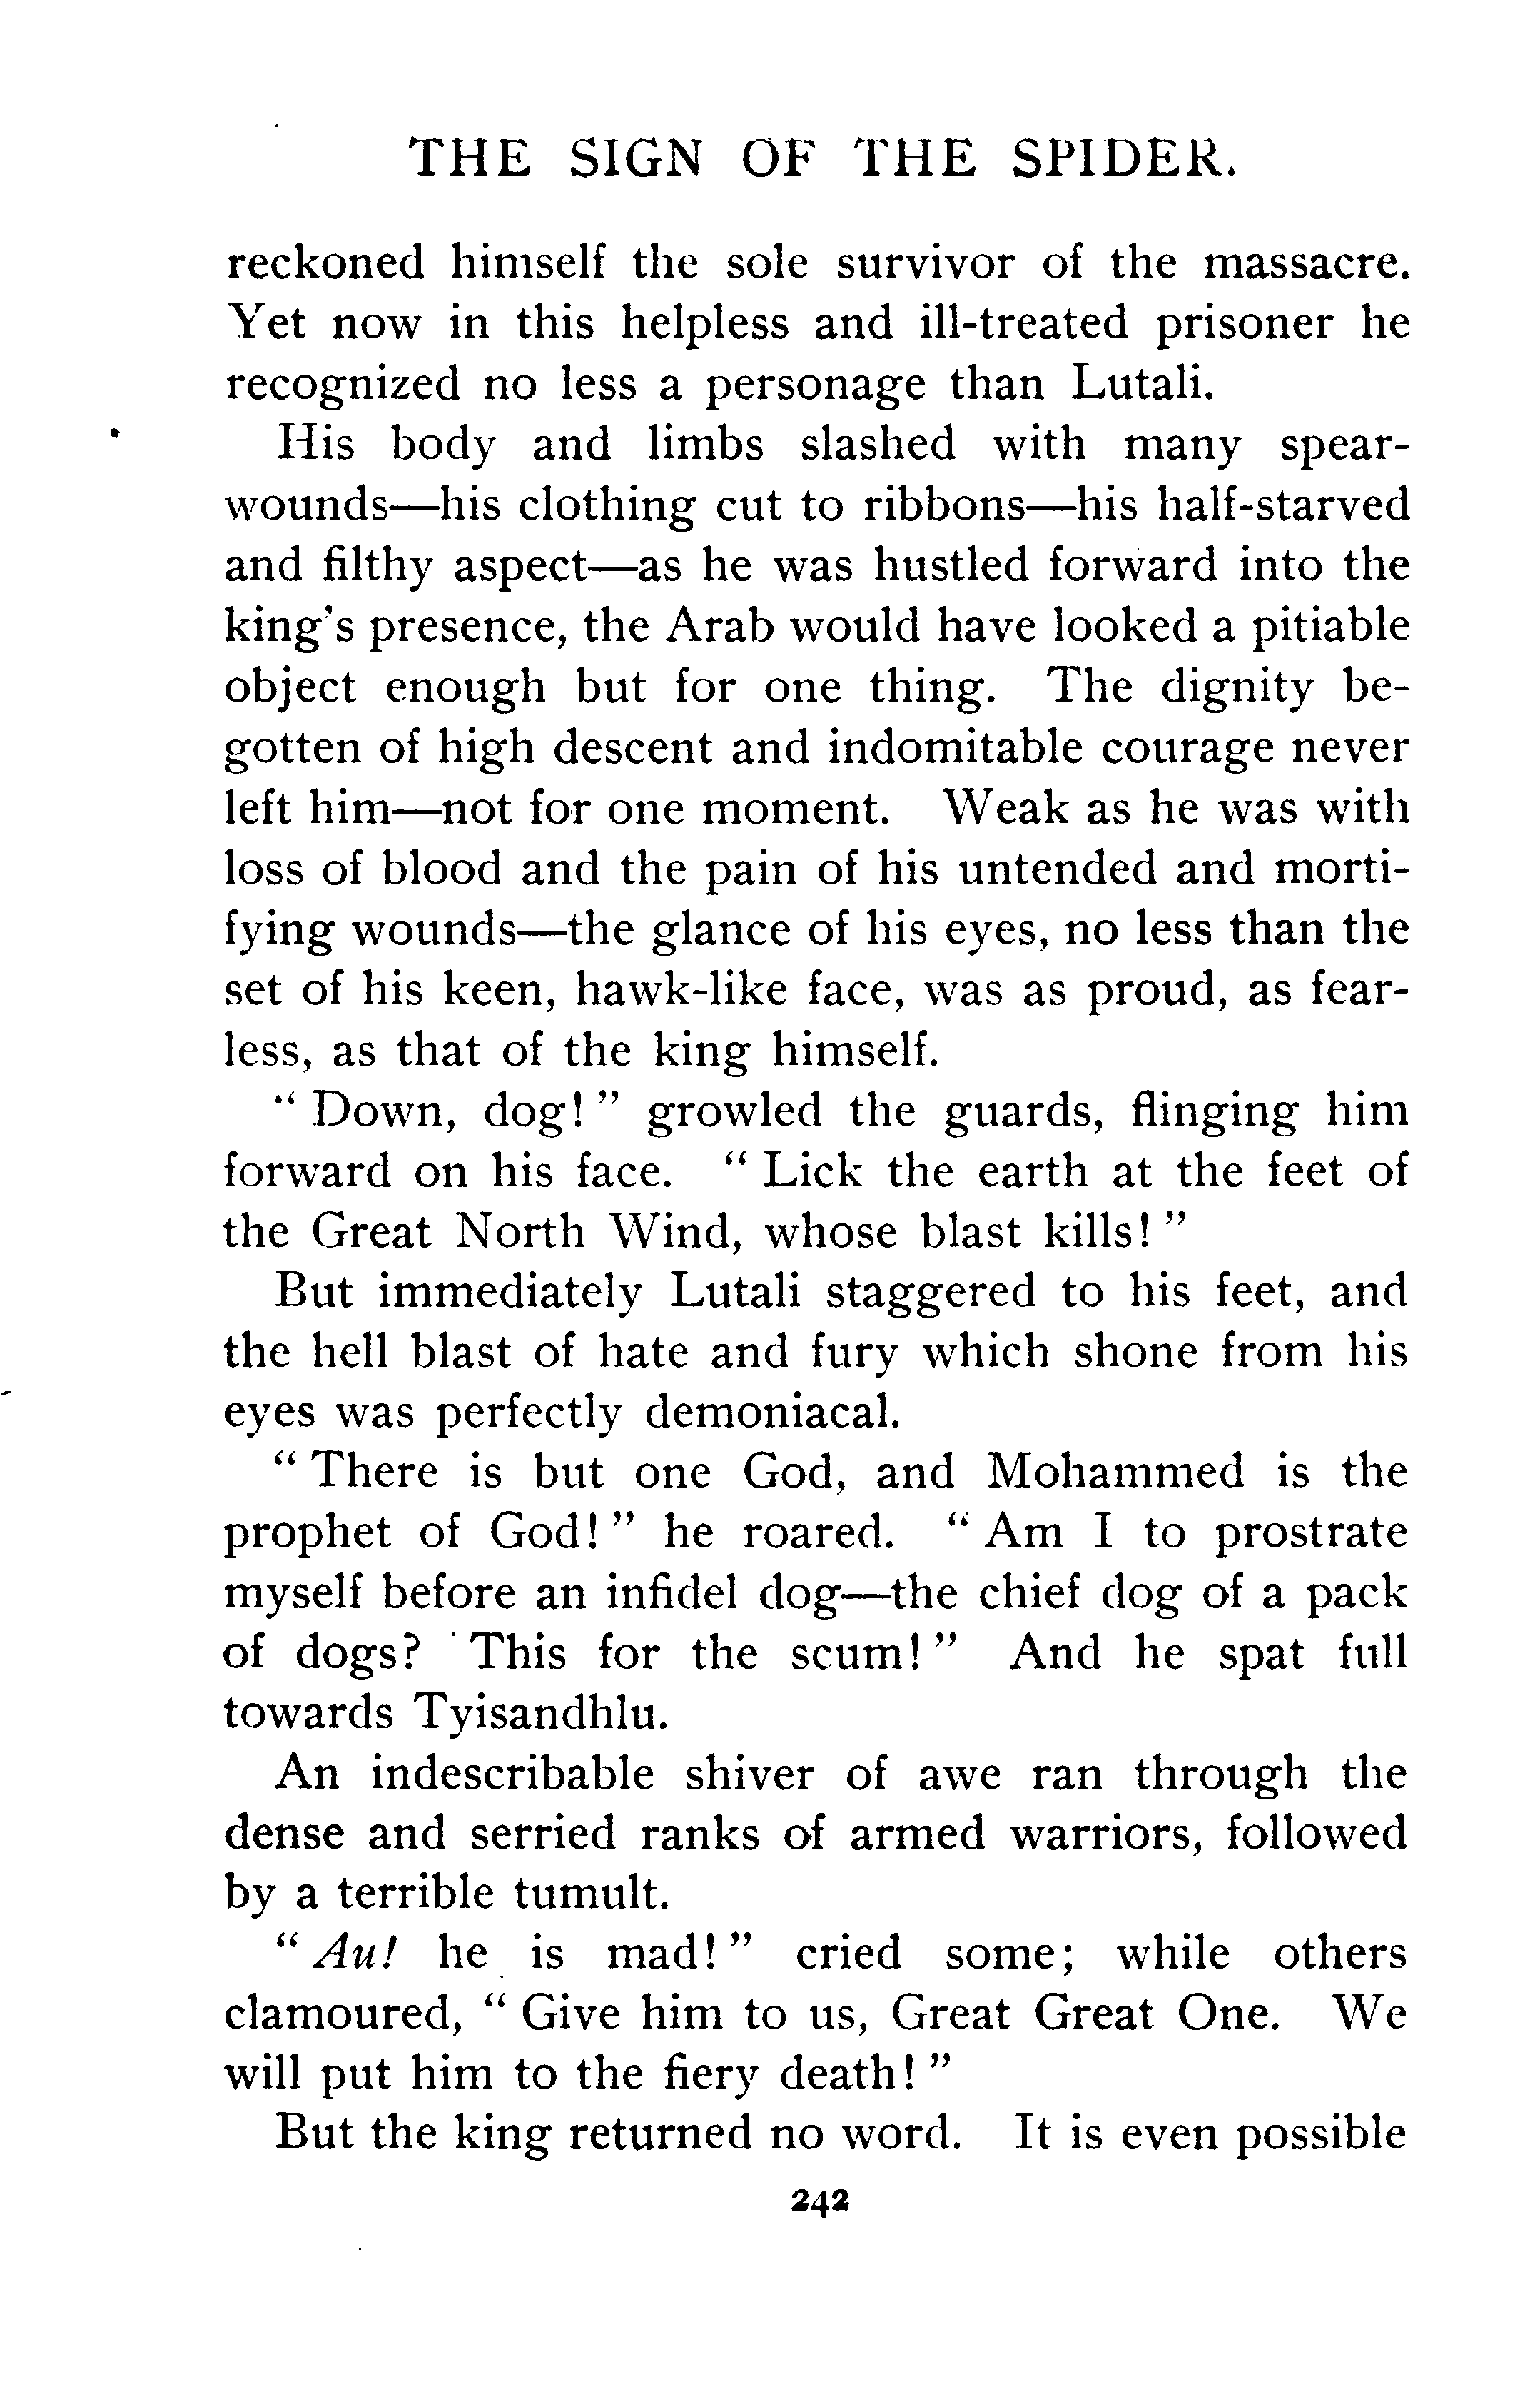 THE SIGN OF THE SPIDER.
reckoned himself the sole survivor of the massacre.
Yet now in this helpless and ill-treated prisoner he
recognized no less a personage than Lutali.
His body and limbs slashed with many spear-
wounds—his clothing cut to ribbons—his half-starved
and filthy aspect—as he was hustled forward into the
king's presence, the Arab would have looked a pitiable
object enough but for one thing. The dignity be-
gotten of high descent and indomitable courage never
left him—not for one moment. Weak as he was with
loss of blood and the pain of his untended and morti-
fying wounds—the glance of his eyes, no less than the
set of his keen, hawk-like face, was as proud, as fear-
less, as that of the king himself.
“Down, dog!” growled the guards, flinging him
forward on his face. “Lick the earth at the feet of
the Great North Wind, whose blast kills!”
But immediately Lutali staggered to his feet, and
the hell blast of hate and fury which shone from his
eyes was perfectly demoniacal.
“There is but one God, and Mohammed is the
prophet of God!” he roared. “Am I to prostrate
myself before an infidel dog—the chief dog of a pack
of dogs? This for the scum!” And he spat full
towards Tyisandhlu.
An indescribable shiver of awe ran through the
dense and serried ranks of armed warriors, followed
by a terrible tumult.
“Au! he is mad!” cried some; while others
clamoured, “Give him to us, Great Great One. We
will put him to the fiery death!”
But the king returned no word. It is even possible
242